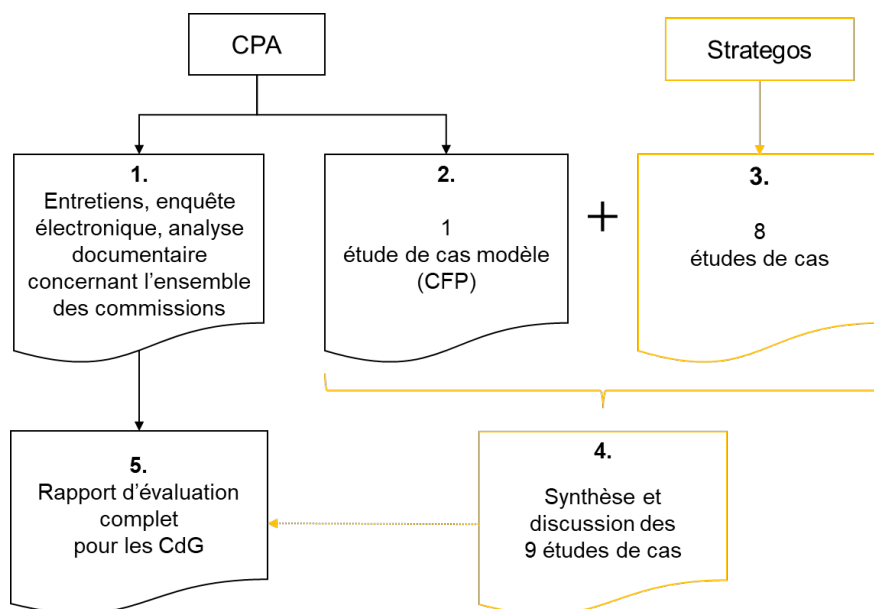 CPA
Strategos
1.
Entretiens, enquête
électronique, analyse
documentaire
concernant l'ensemble
des commissions
2.
1
étude de cas modèle
(CFP)
+
3.
8
études de cas
5.
Rapport d'évaluation
complet
pour les CdG
4.
Synthèse et
discussion des
9 études de cas